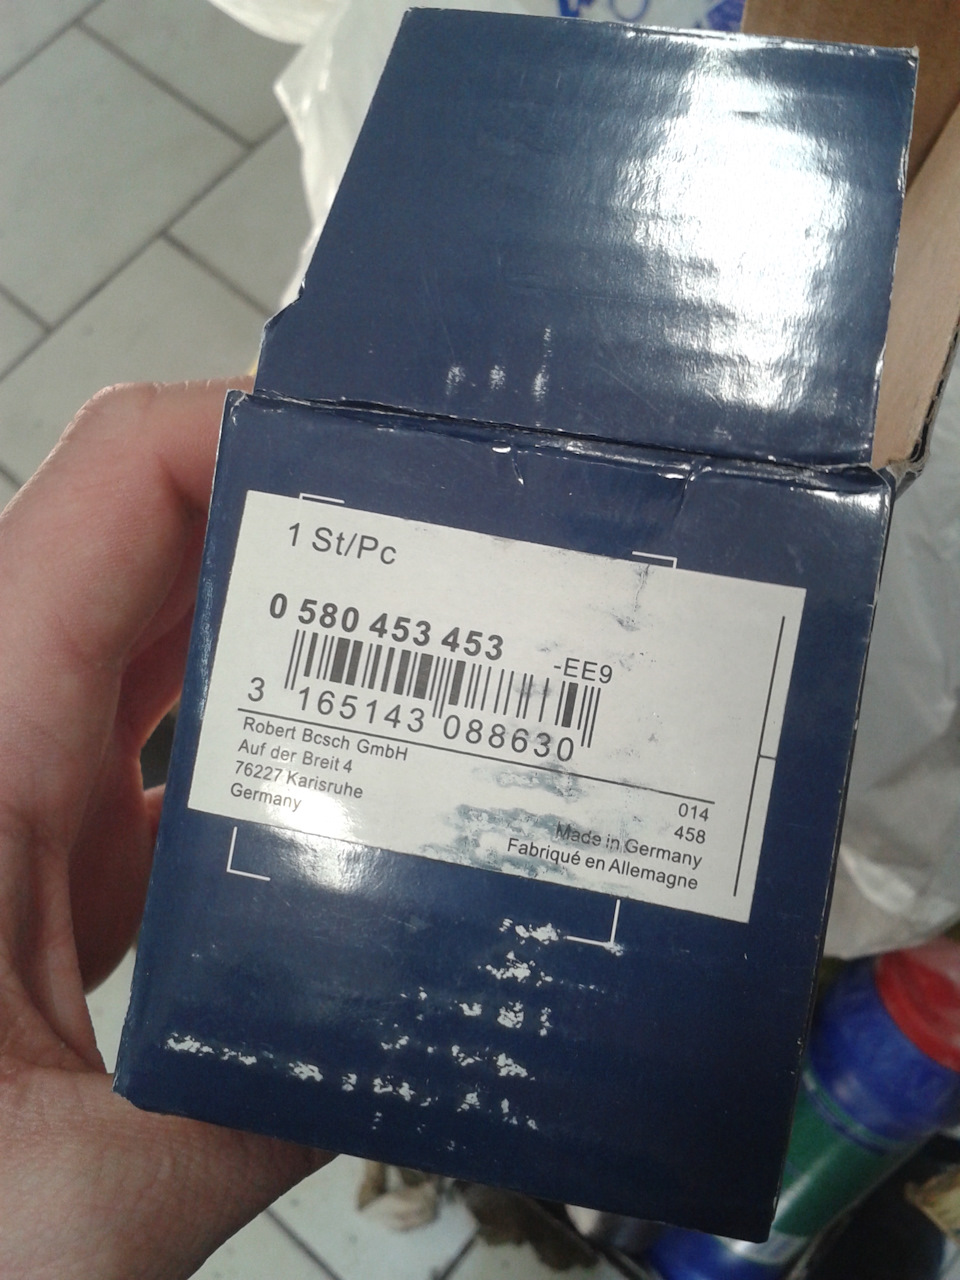 1 St/Pc
0 580 453 453
-EE9
3 165143 088630
Robert Bcsch GmbH
Auf der Breit 4
76227 Karisruhe
Germany
014
458
Made in Germany
Fabriqué en Allemagne